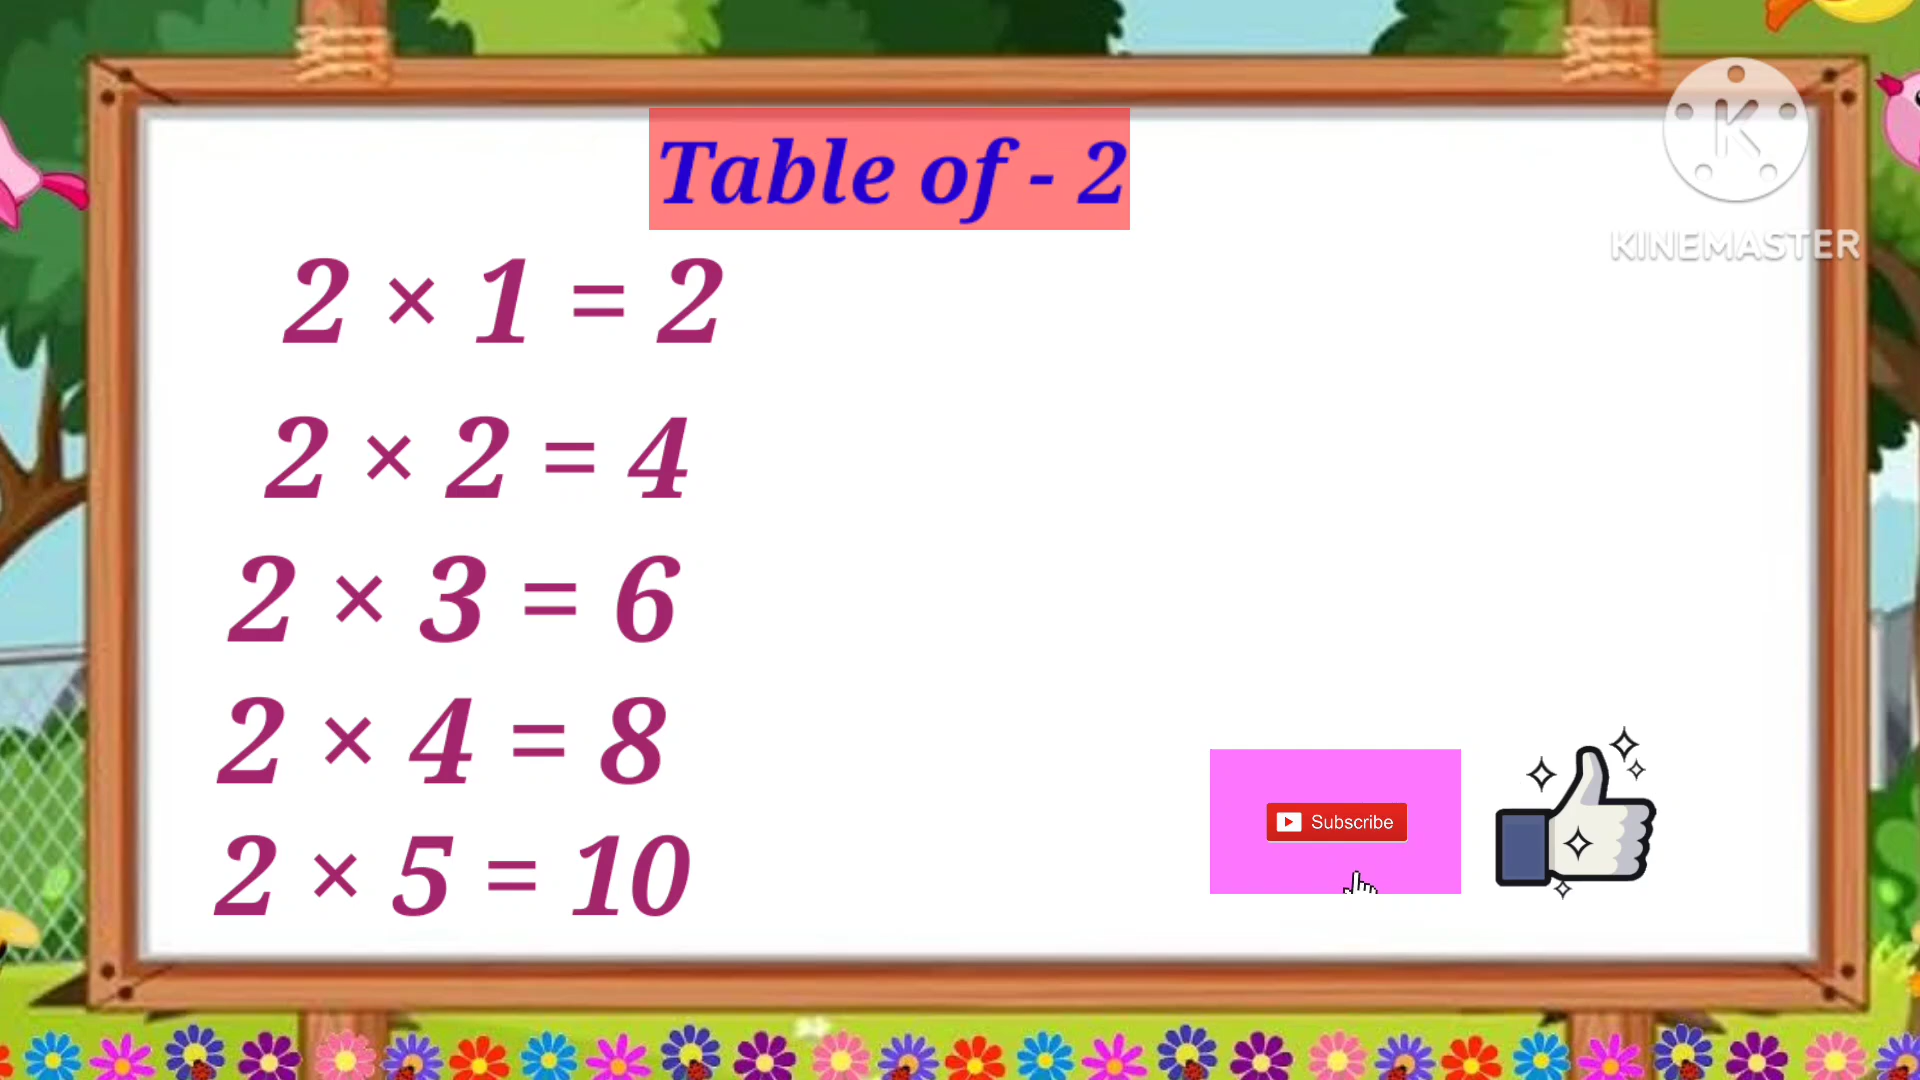 Table of - 2
K
KINEMASTER
2 × 1 = 2
2 × 2 = 4
2 × 3 = 6
2 × 4 = 8
2 × 5 = 10
Subscribe